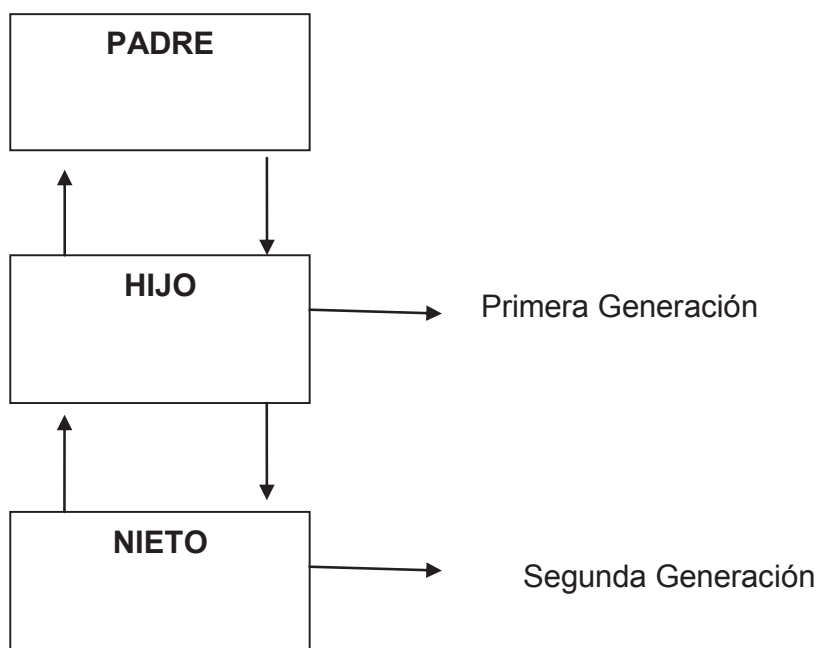 PADRE
HIJO
Primera Generación
NIETO
Segunda Generación